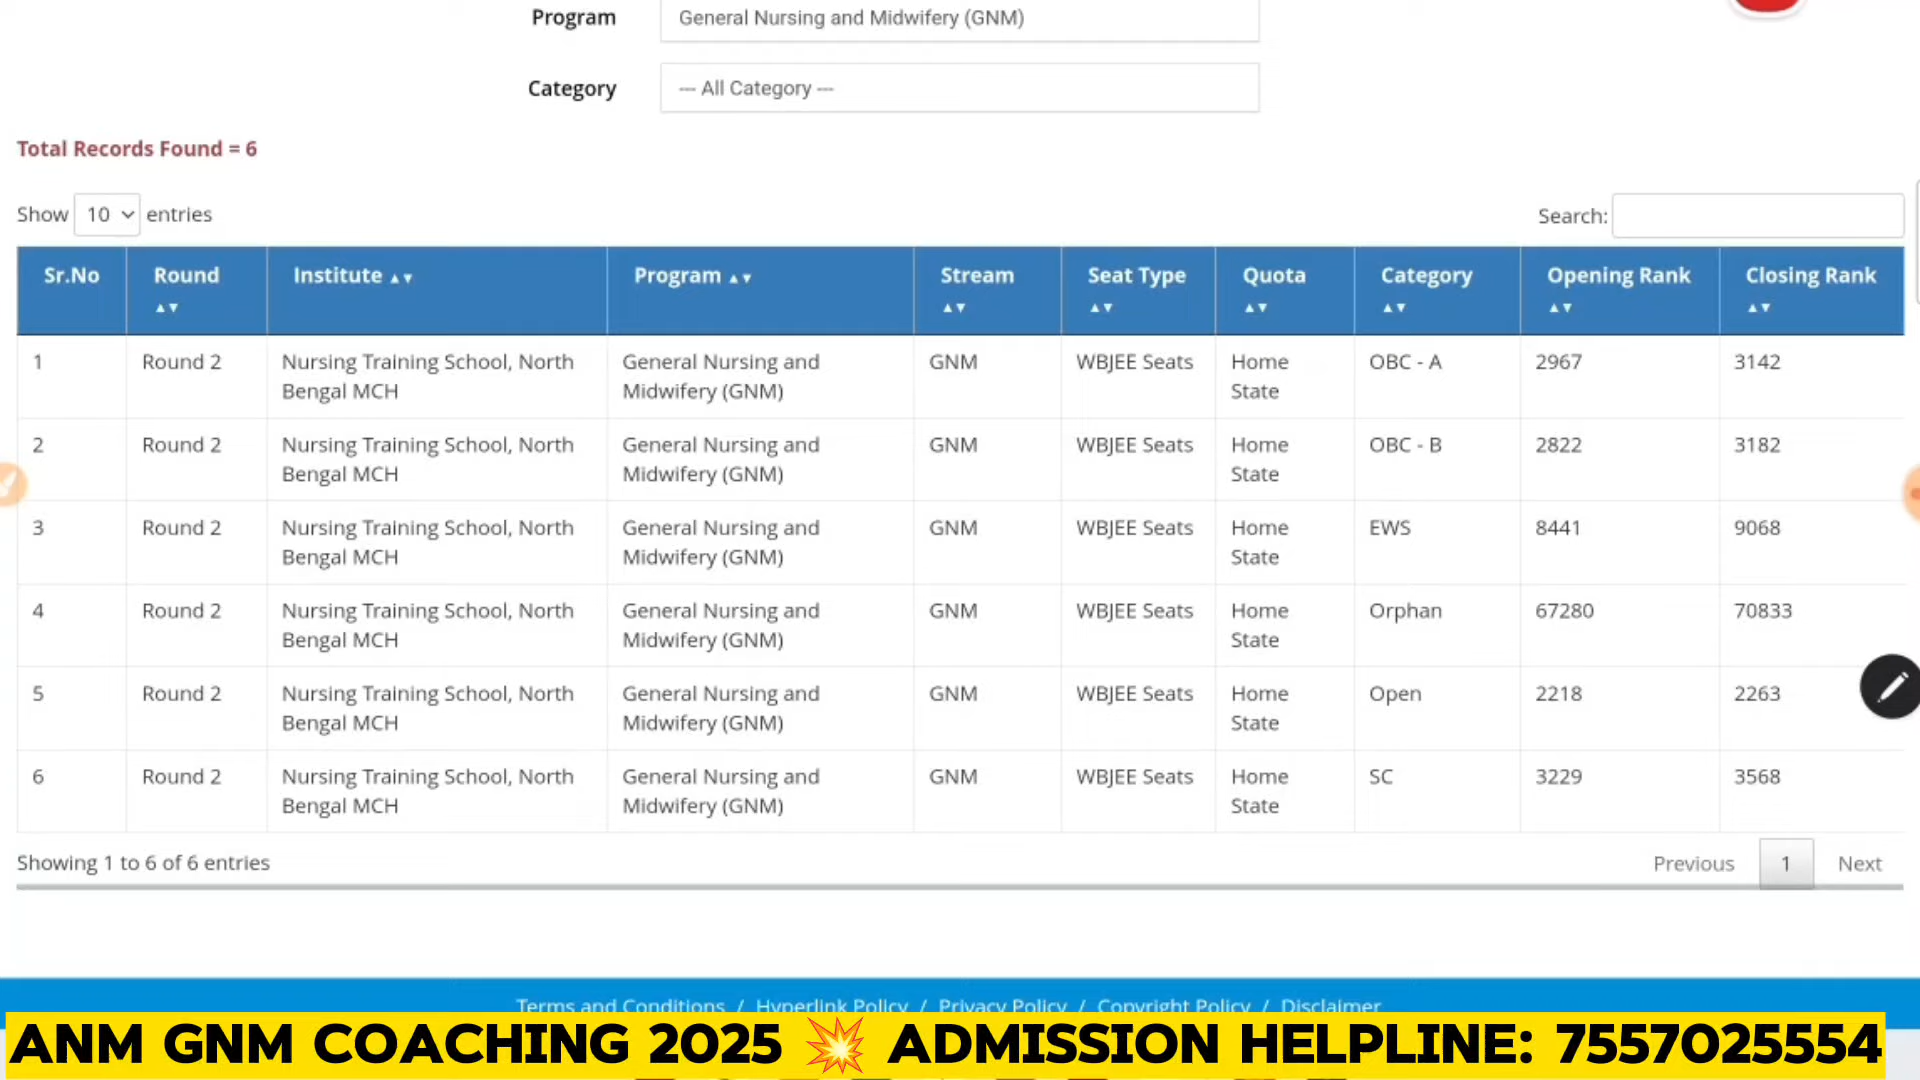 Program General Nursing and Midwifery (GNM)
Category --- All Category ---
Total Records Found = 6
Show 10 entries Search:
Sr.No Round Institute Program Stream Seat Type Quota Category Opening Rank Closing Rank
1 Round 2 Nursing Training School, North General Nursing and GNM WBJEE Seats Home OBC - A 2967 3142
Bengal MCH Midwifery (GNM) State
2 Round 2 Nursing Training School, North General Nursing and GNM WBJEE Seats Home OBC - B 2822 3182
Bengal MCH Midwifery (GNM) State
3 Round 2 Nursing Training School, North General Nursing and GNM WBJEE Seats Home EWS 8441 9068
Bengal MCH Midwifery (GNM) State
4 Round 2 Nursing Training School, North General Nursing and GNM WBJEE Seats Home Orphan 67280 70833
Bengal MCH Midwifery (GNM) State
5 Round 2 Nursing Training School, North General Nursing and GNM WBJEE Seats Home Open 2218 2263
Bengal MCH Midwifery (GNM) State
6 Round 2 Nursing Training School, North General Nursing and GNM WBJEE Seats Home SC 3229 3568
Bengal MCH Midwifery (GNM) State
Showing 1 to 6 of 6 entries Previous 1 Next
Terms and Conditions / Hyperlink Policy / Privacy Policy / Copyright Policy / Disclaimer
ANM GNM COACHING 2025 💥 ADMISSION HELPLINE: 7557025554